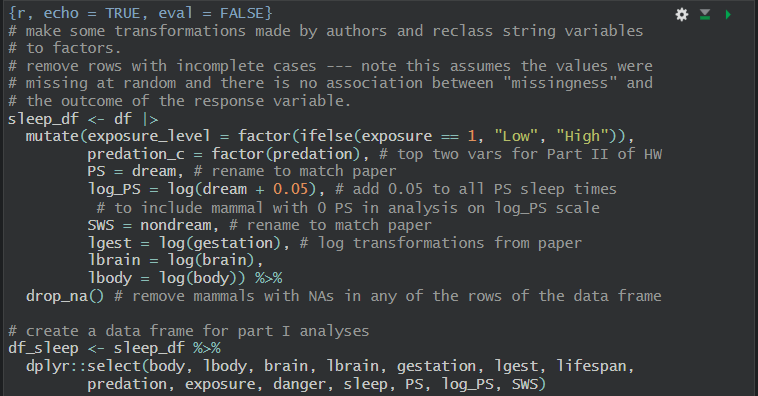 {r, echo = TRUE, eval = FALSE}
# make some transformations made by authors and reclass string variables
# to factors.
# remove rows with incomplete cases --- note this assumes the values were
# missing at random and there is no association between "missingness" and
# the outcome of the response variable.
sleep_df <- df |>
  mutate(exposure_level = factor(ifelse(exposure == 1, "Low", "High")),
         predation_c = factor(predation), # top two vars for Part II of HW
         PS = dream, # rename to match paper
         log_PS = log(dream + 0.05), # add 0.05 to all PS sleep times
          # to include mammal with 0 PS in analysis on log_PS scale
         SWS = nondream, # rename to match paper
         lgest = log(gestation), # log transformations from paper
         lbrain = log(brain),
         lbody = log(body)) %>%
  drop_na() # remove mammals with NAs in any of the rows of the data frame

# create a data frame for part I analyses
df_sleep <- sleep_df %>%
  dplyr::select(body, lbody, brain, lbrain, gestation, lgest, lifespan,
         predation, exposure, danger, sleep, PS, log_PS, SWS)